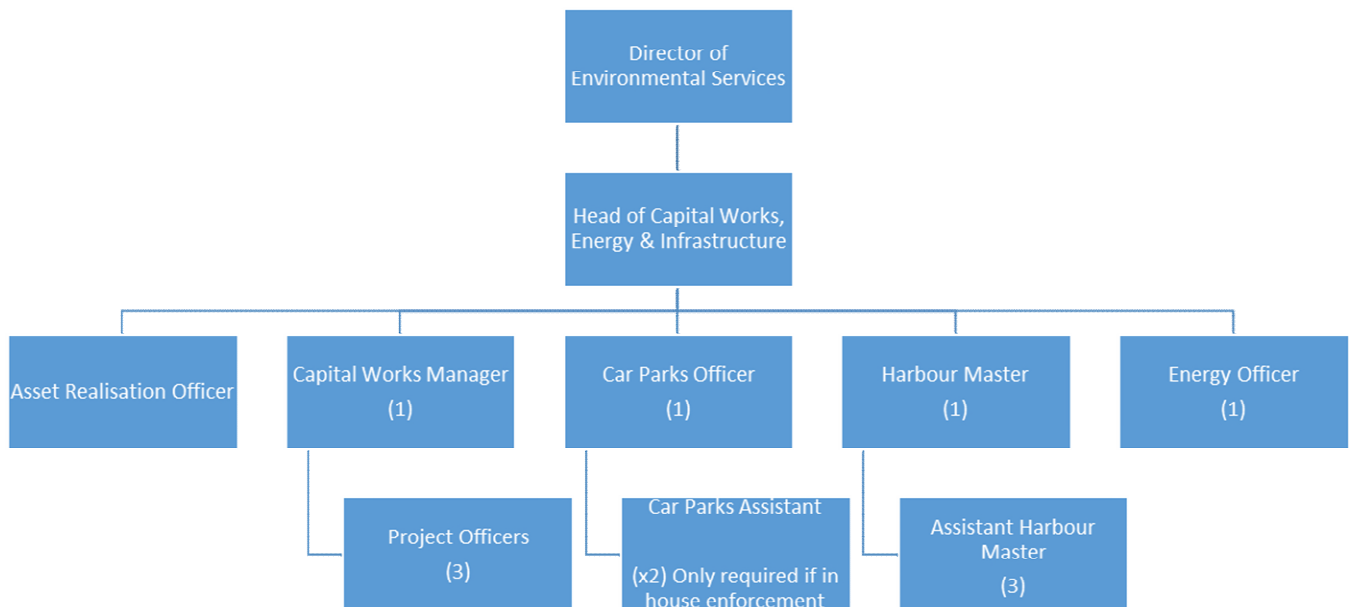 Director of
Environmental Services
Head of Capital Works,
Energy & Infrastructure
Asset Realisation Officer
Capital Works Manager
(1)
Car Parks Officer
(1)
Harbour Master
(1)
Energy Officer
(1)
Project Officers
(3)
Car Parks Assistant
(x2) Only required if in
house enforcement
Assistant Harbour
Master
(3)